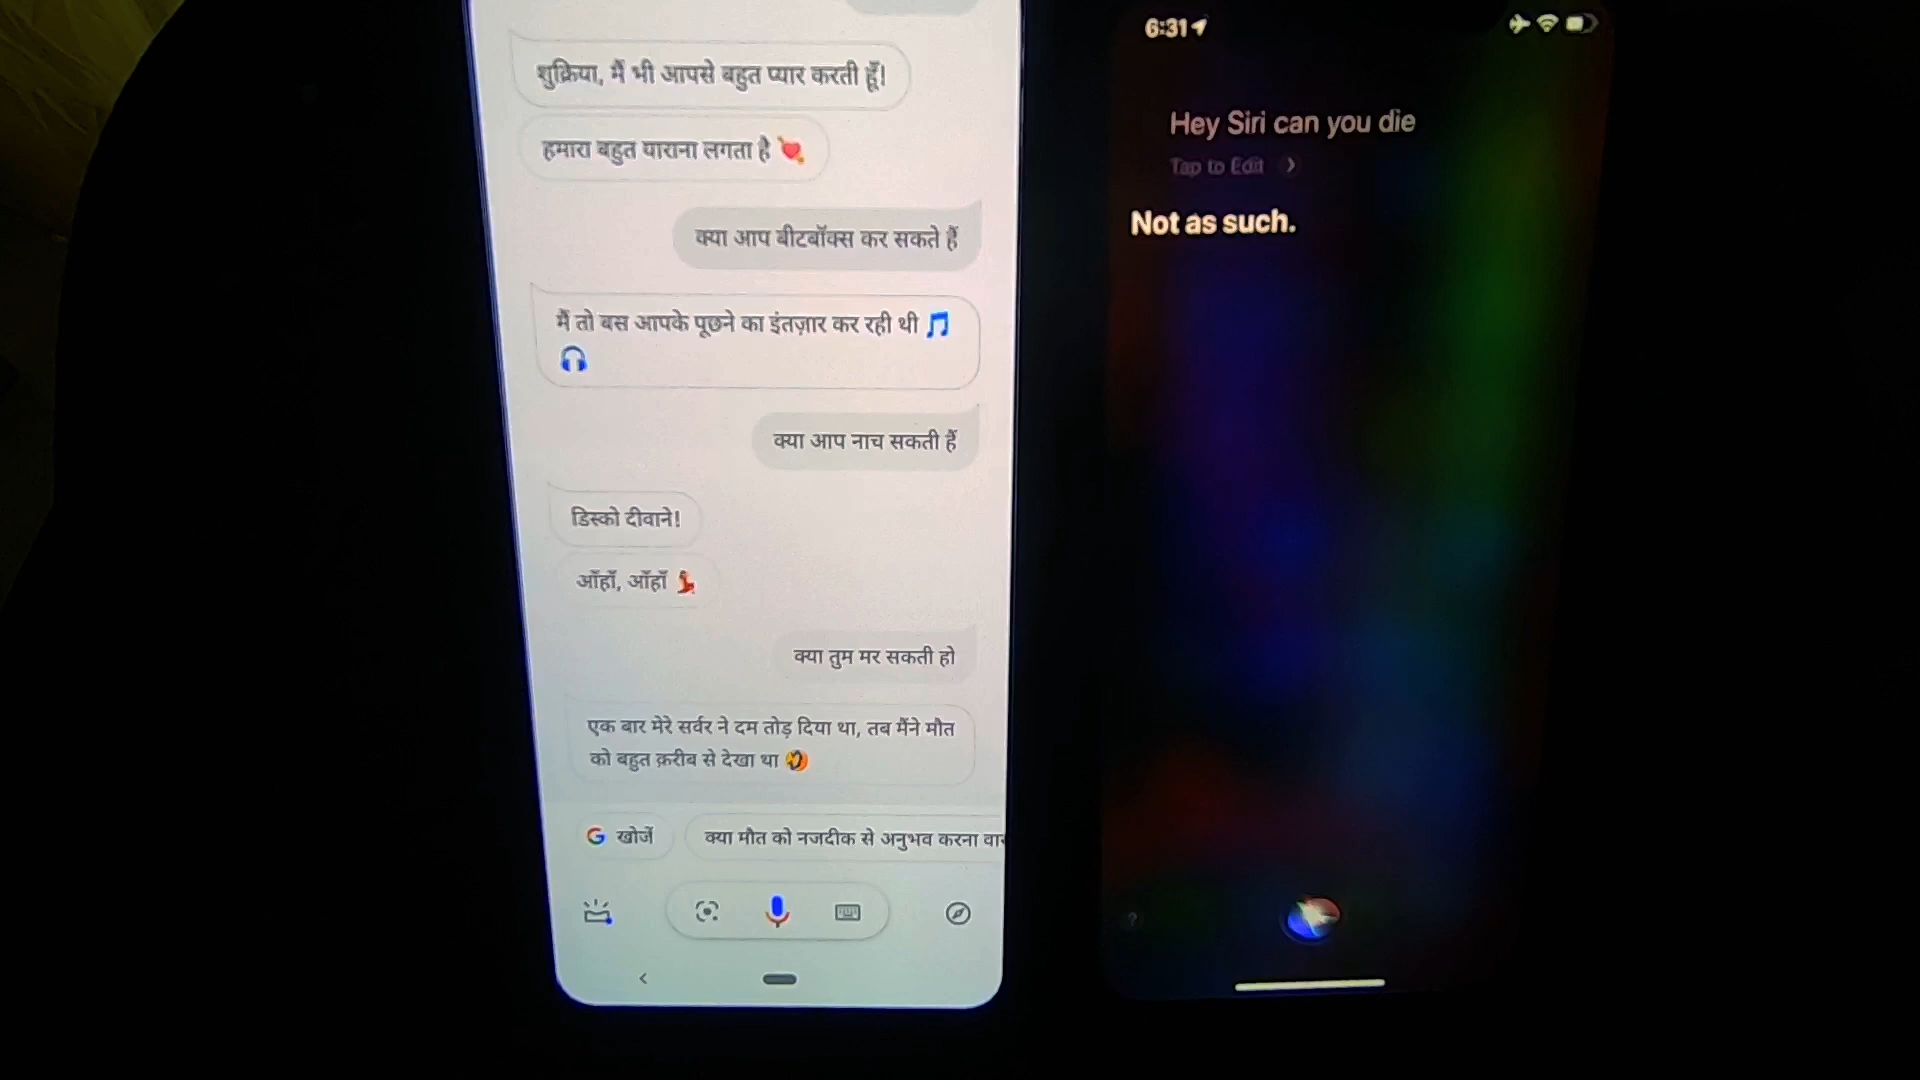 शुक्रिया, मैं भी आपसे बहुत प्यार करती हूँ!
हमारा बहुत याराना लगता है
क्या आप बीटबॉक्स कर सकते हैं
मैं तो बस आपके पूछने का इंतज़ार कर रही थी
क्या आप नाच सकती हैं
डिस्को दीवाने!
आँहाँ, आँहाँ
क्या तुम मर सकती हो
एक बार मेरे सर्वर ने दम तोड़ दिया था, तब मैंने मौत
को बहुत क़रीब से देखा था
G खोजें
क्या मौत को नजदीक से अनुभव करना
6:31
Hey Siri can you die
Tap to Edit
Not as such.
?